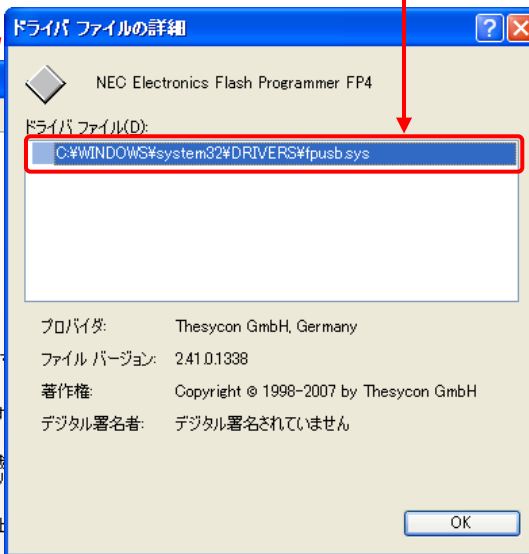 ドライバ ファイルの詳細
NEC Electronics Flash Programmer FP4
ドライバ ファイル(D):
C:¥WINDOWS¥system32¥DRIVERS¥fpusb.sys
プロバイダ: Thesycon GmbH, Germany
ファイル バージョン: 2.41.0.1338
著作権: Copyright © 1998-2007 by Thesycon GmbH
デジタル署名者: デジタル署名されていません
OK